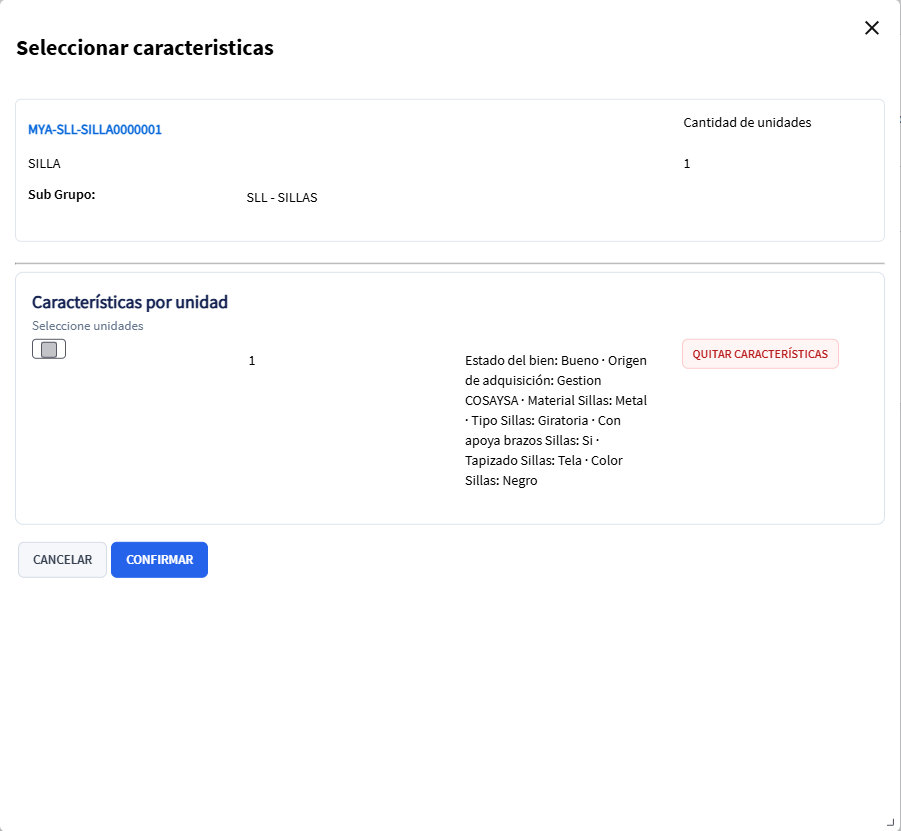 Seleccionar caracteristicas
MYA-SLL-SILLA0000001
Cantidad de unidades
SILLA
1
Sub Grupo:
SLL - SILLAS
Características por unidad
Seleccione unidades
1
Estado del bien: Bueno · Origen
de adquisición: Gestion
COSAYSA · Material Sillas: Metal
· Tipo Sillas: Giratoria · Con
apoya brazos Sillas: Si ·
Tapizado Sillas: Tela · Color
Sillas: Negro
QUITAR CARACTERÍSTICAS
CANCELAR
CONFIRMAR